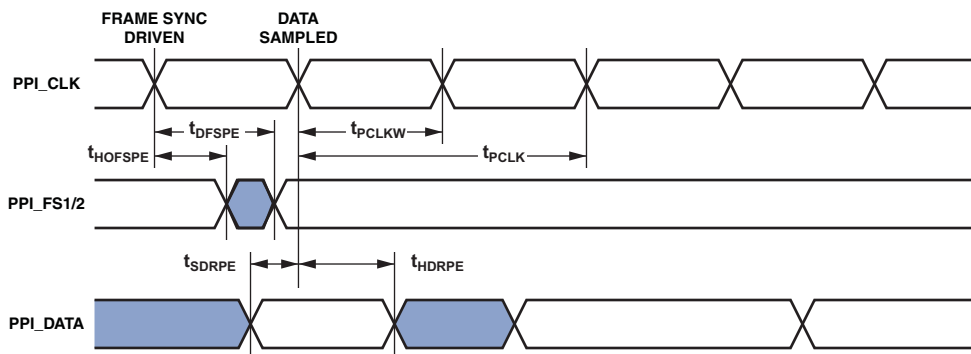 FRAME SYNC
DRIVEN
DATA
SAMPLED
PPI_CLK
tDFSPE
tPCLKW
tHOFSPE
tPCLK
PPI_FS1/2
tSDRPE
tHDRPE
PPI_DATA